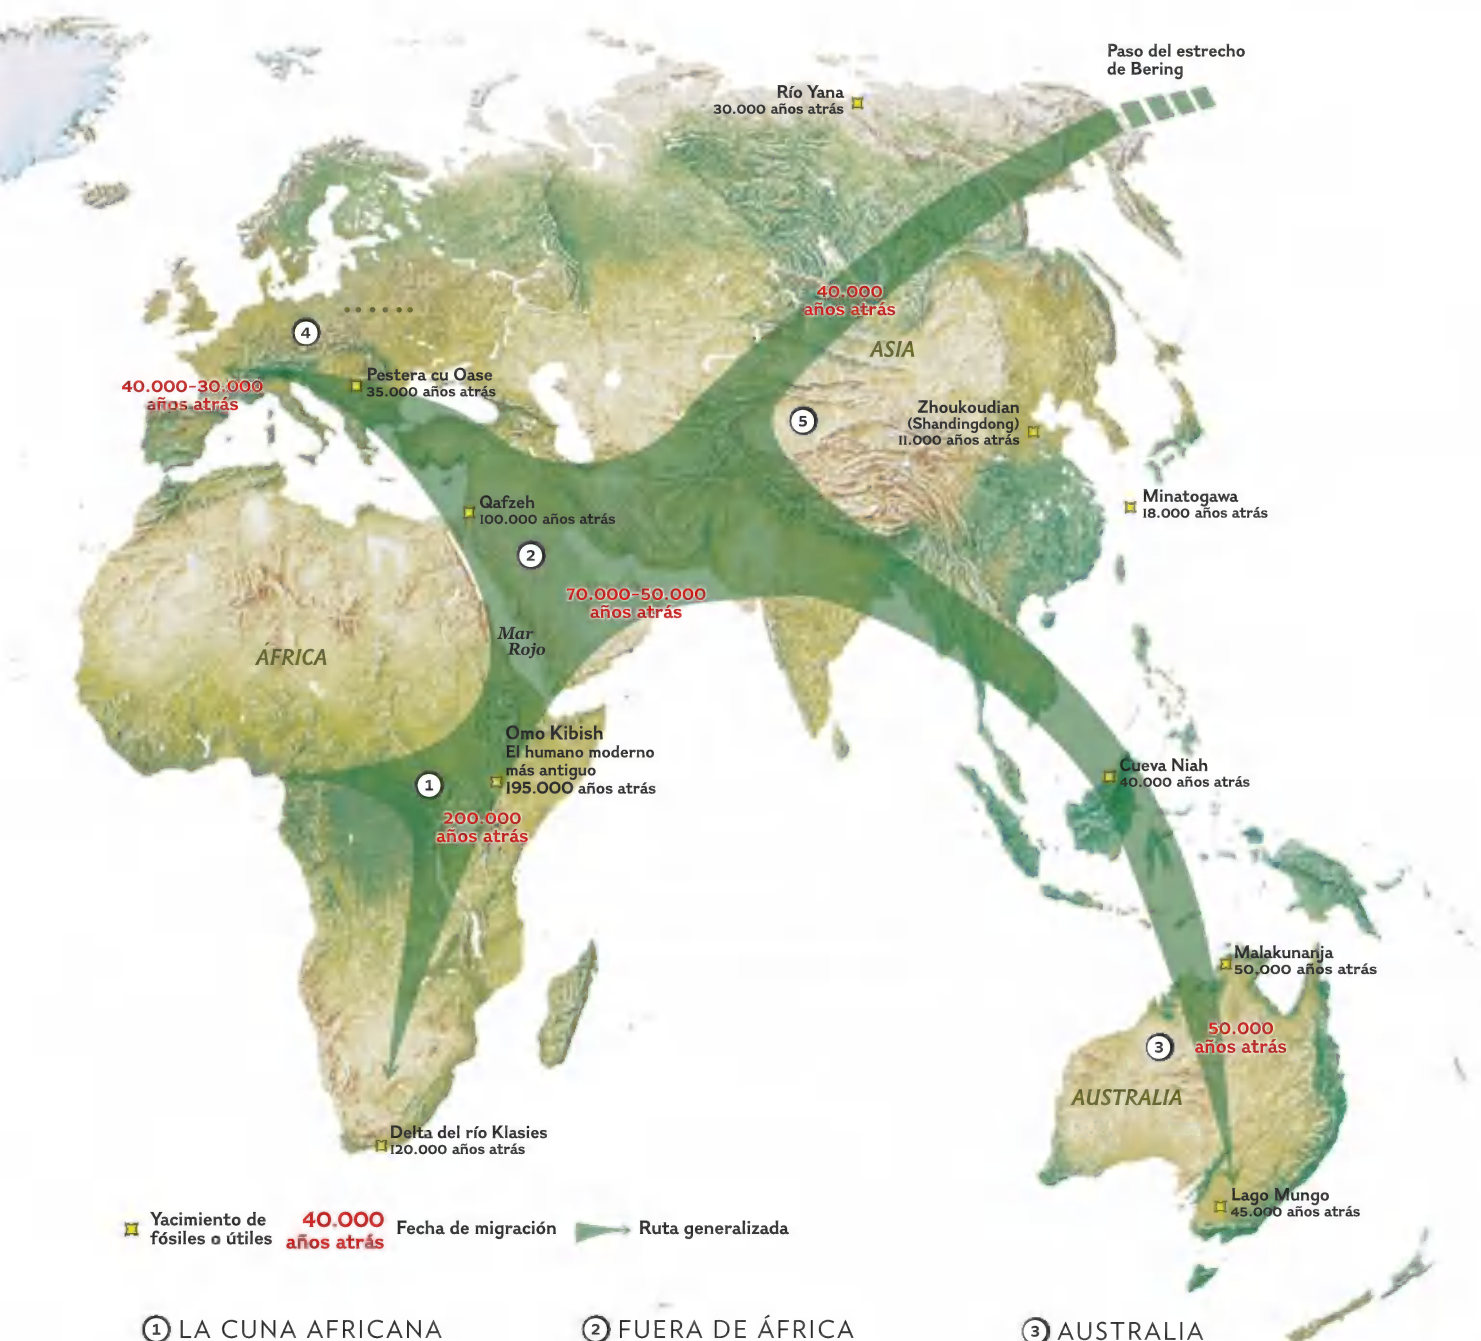 Paso del estrecho
de Bering
Río Yana
30.000 años atrás
40.000
años atrás
ASIA
4
40.000-30.000
años atrás
Pestera cu Oase
35.000 años atrás
5
Zhoukoudian
(Shandingdong)
11.000 años atrás
Minatogawa
18.000 años atrás
Qafzeh
100.000 años atrás
2
70.000-50.000
años atrás
Mar
Rojo
ÁFRICA
Omo Kibish
El humano moderno
más antiguo
195.000 años atrás
1
200.000
años atrás
Cueva Niah
40.000 años atrás
Malakunanja
50.000 años atrás
50.000
años atrás
3
AUSTRALIA
Delta del río Klasies
120.000 años atrás
Lago Mungo
45.000 años atrás
Yacimiento de
fósiles o útiles
40.000
años atrás
Fecha de migración
Ruta generalizada
1 LA CUNA AFRICANA
2 FUERA DE ÁFRICA
3 AUSTRALIA